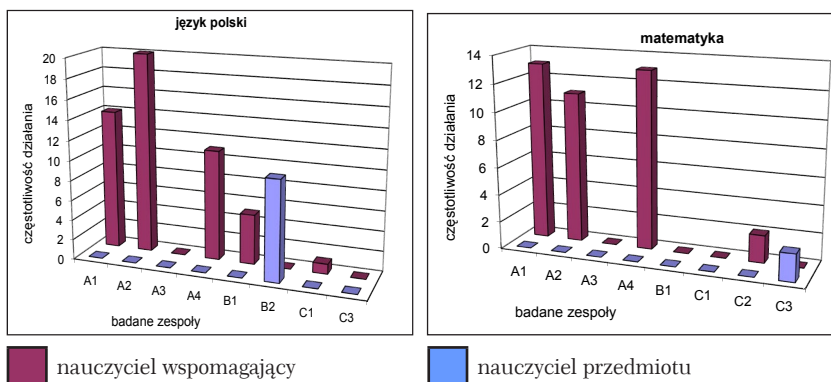 język polski
częstotliwość działania
20
18
16
14
12
10
8
6
4
2
0
A1 A2 A3 A4 B1 B2 C1 C3
badane zespoły
matematyka
częstotliwość działania
14
12
10
8
6
4
2
0
A1 A2 A3 A4 B1 C1 C2 C3
badane zespoły
nauczyciel wspomagający
nauczyciel przedmiotu